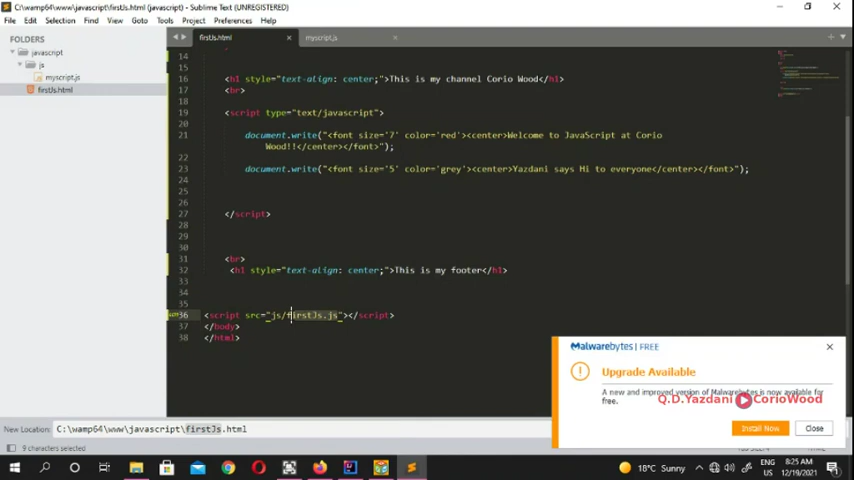 C:\wamp64\www\javascript\firstJs.html (javascript) - Sublime Text (UNREGISTERED)
File Edit Selection Find View Goto Tools Project Preferences Help
FOLDERS
javascript
js
myscript.js
firstJs.html
firstJs.html
myscript.js
14
15
16 <h1 style="text-align: center;">This is my channel Corio Wood</h1>
17 <br>
18
19 <script type="text/javascript">
20
21 document.write("<font size='7' color='red'><center>Welcome to JavaScript at Corio
Wood!!</center></font>");
22
23 document.write("<font size='5' color='grey'><center>Yazdani says Hi to everyone</center></font>");
24
25
26
27 </script>
28
29
30
31 <br>
32 <h1 style="text-align: center;">This is my footer</h1>
33
34
35
36 <script src="js/firstJs.js"></script>
37 </body>
38 </html>
Malwarebytes | FREE
Upgrade Available
A new and improved version of Malwarebytes is now available for
free.
Q.D.Yazdani CorioWood
Install Now Close
New Location: C:\wamp64\www\javascript\firstJs.html
9 characters selected
18°C Sunny
ENG
8:25 AM
12/19/2021